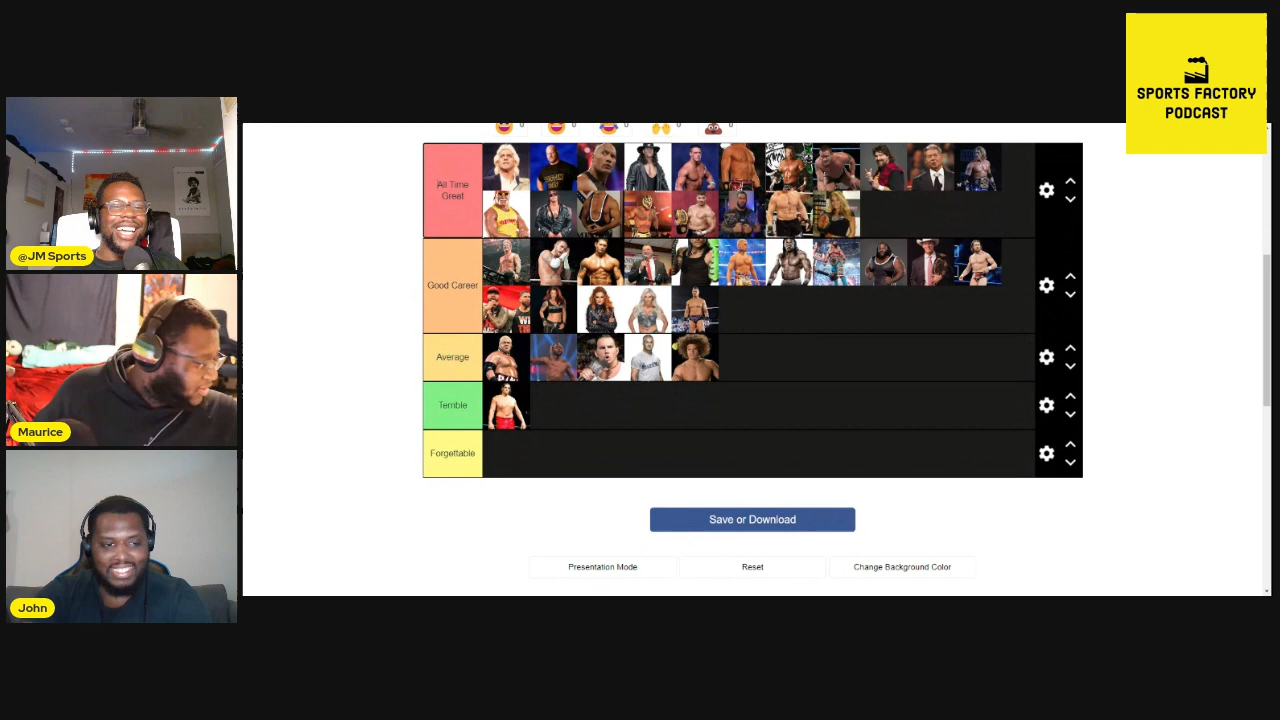 SPORTS FACTORY
PODCAST
@JM Sports
Maurice
John
All Time
Great
Good Career
Average
Terrible
Forgettable
Save or Download
Presentation Mode
Reset
Change Background Color